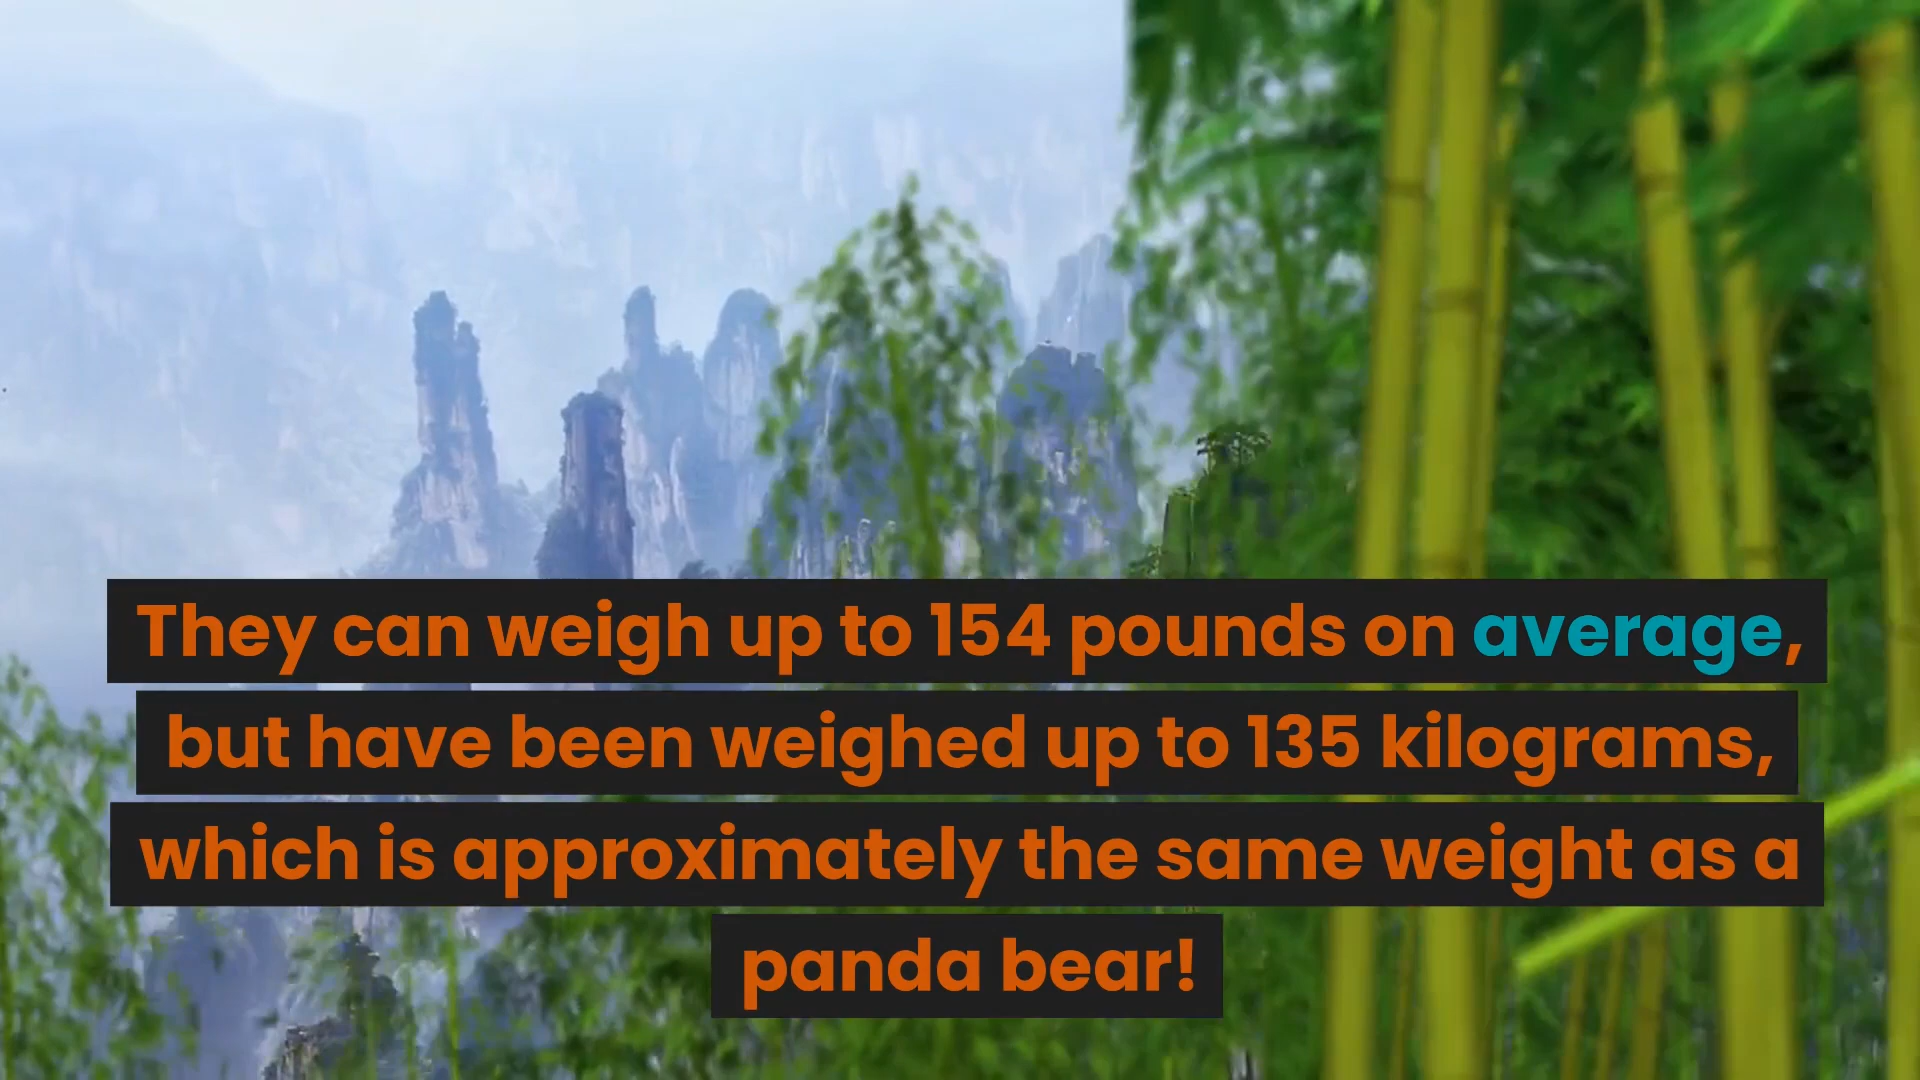 They can weigh up to 154 pounds on average,
but have been weighed up to 135 kilograms,
which is approximately the same weight as a
panda bear!